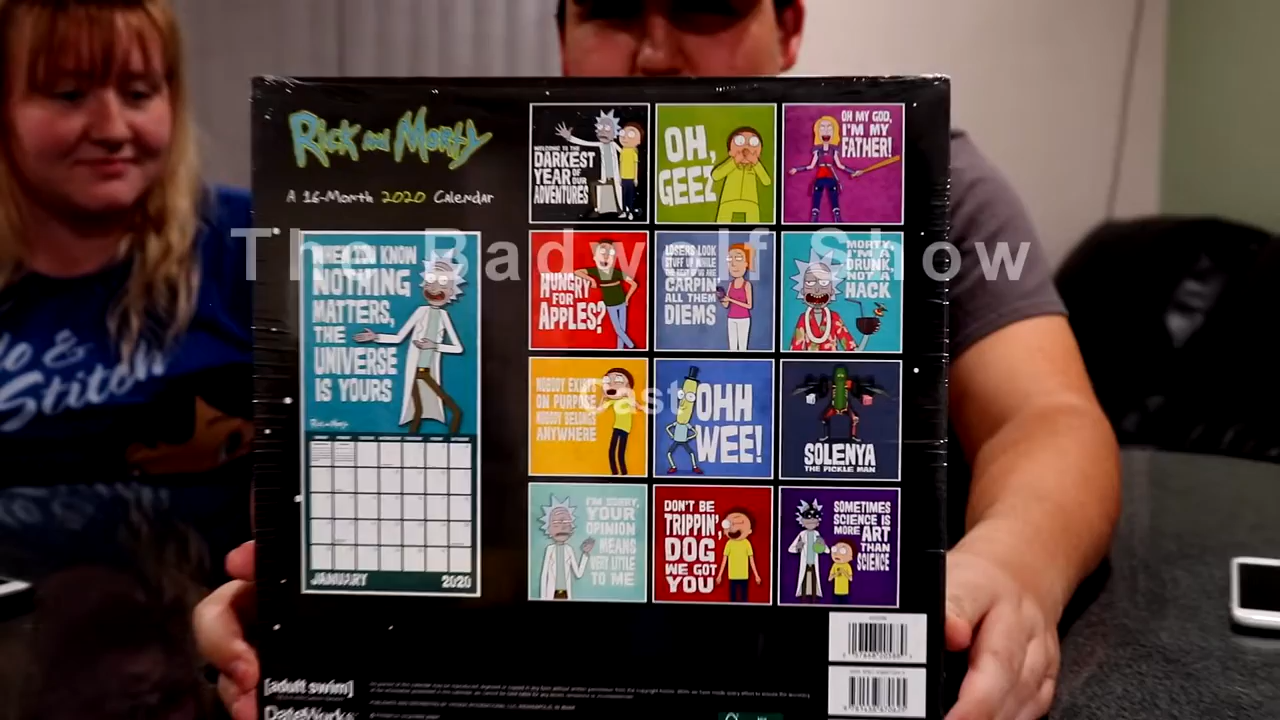 Rick and Morty
A 16-Month 2020 Calendar
WHEN YOU KNOW
NOTHING
MATTERS,
THE
UNIVERSE
IS YOURS
JANUARY 2020
WELCOME TO THE
DARKEST
YEAR OF OUR
ADVENTURES
OH,
GEEZ
OH MY GOD,
I'M MY
FATHER!
HUNGRY
FOR
APPLES?
LOSERS LOOK
STUFF UP WHILE
THE REST OF US ARE
CARPIN'
ALL THEM
DIEMS
MORTY,
I'M A
DRUNK,
NOT A
HACK
NOBODY EXISTS
ON PURPOSE
NOBODY BELONGS
ANYWHERE
OHH
WEE!
SOLENYA
THE PICKLE MAN
I'M SORRY,
YOUR
OPINION
MEANS
VERY LITTLE
TO ME
DON'T BE
TRIPPIN',
DOG
WE GOT
YOU
SOMETIMES
SCIENCE IS
MORE ART
THAN
SCIENCE
The Badwolf Show
Cast
& Stitch
[adult swim]
DateWorks